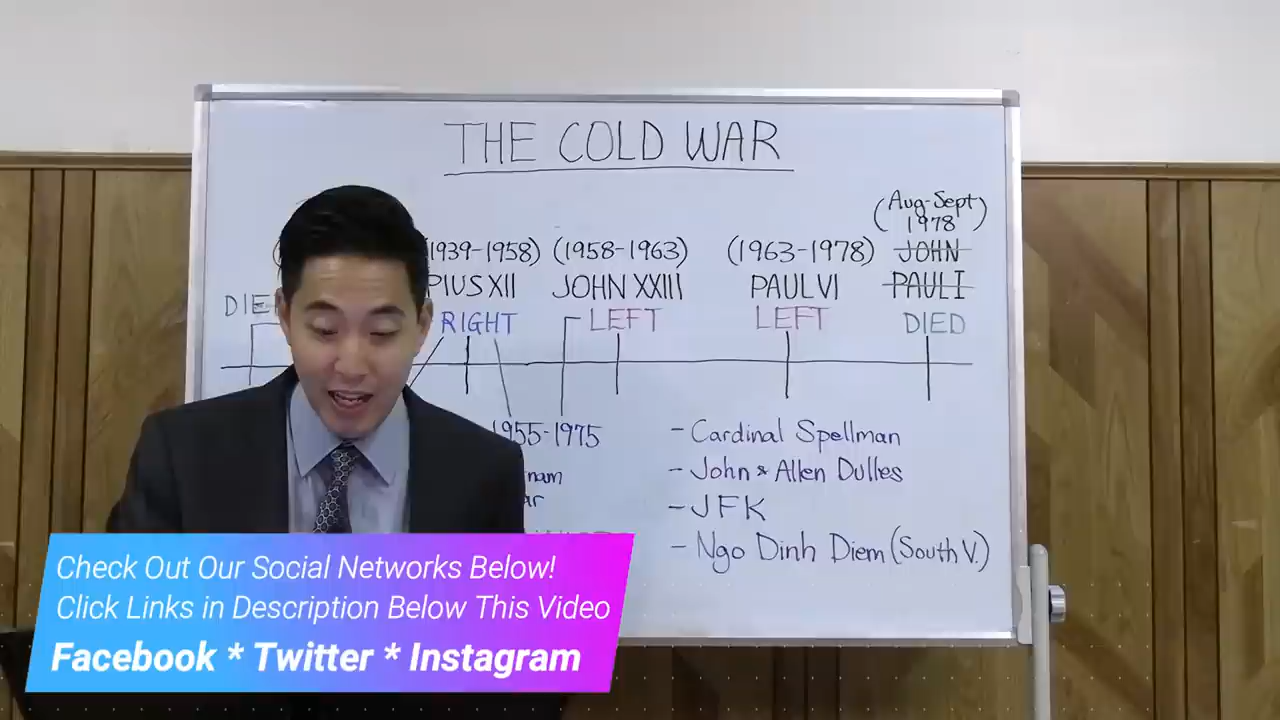 THE COLD WAR
(Aug-Sept)
1978
(1939-1958) (1958-1963) (1963-1978) JOHN
PIUS XII JOHN XXIII PAUL VI PAUL I
RIGHT LEFT LEFT DIED
1955-1975
- Cardinal Spellman
- John & Allen Dulles
- JFK
- Ngo Dinh Diem (South V.)
Check Out Our Social Networks Below!
Click Links in Description Below This Video
Facebook * Twitter * Instagram